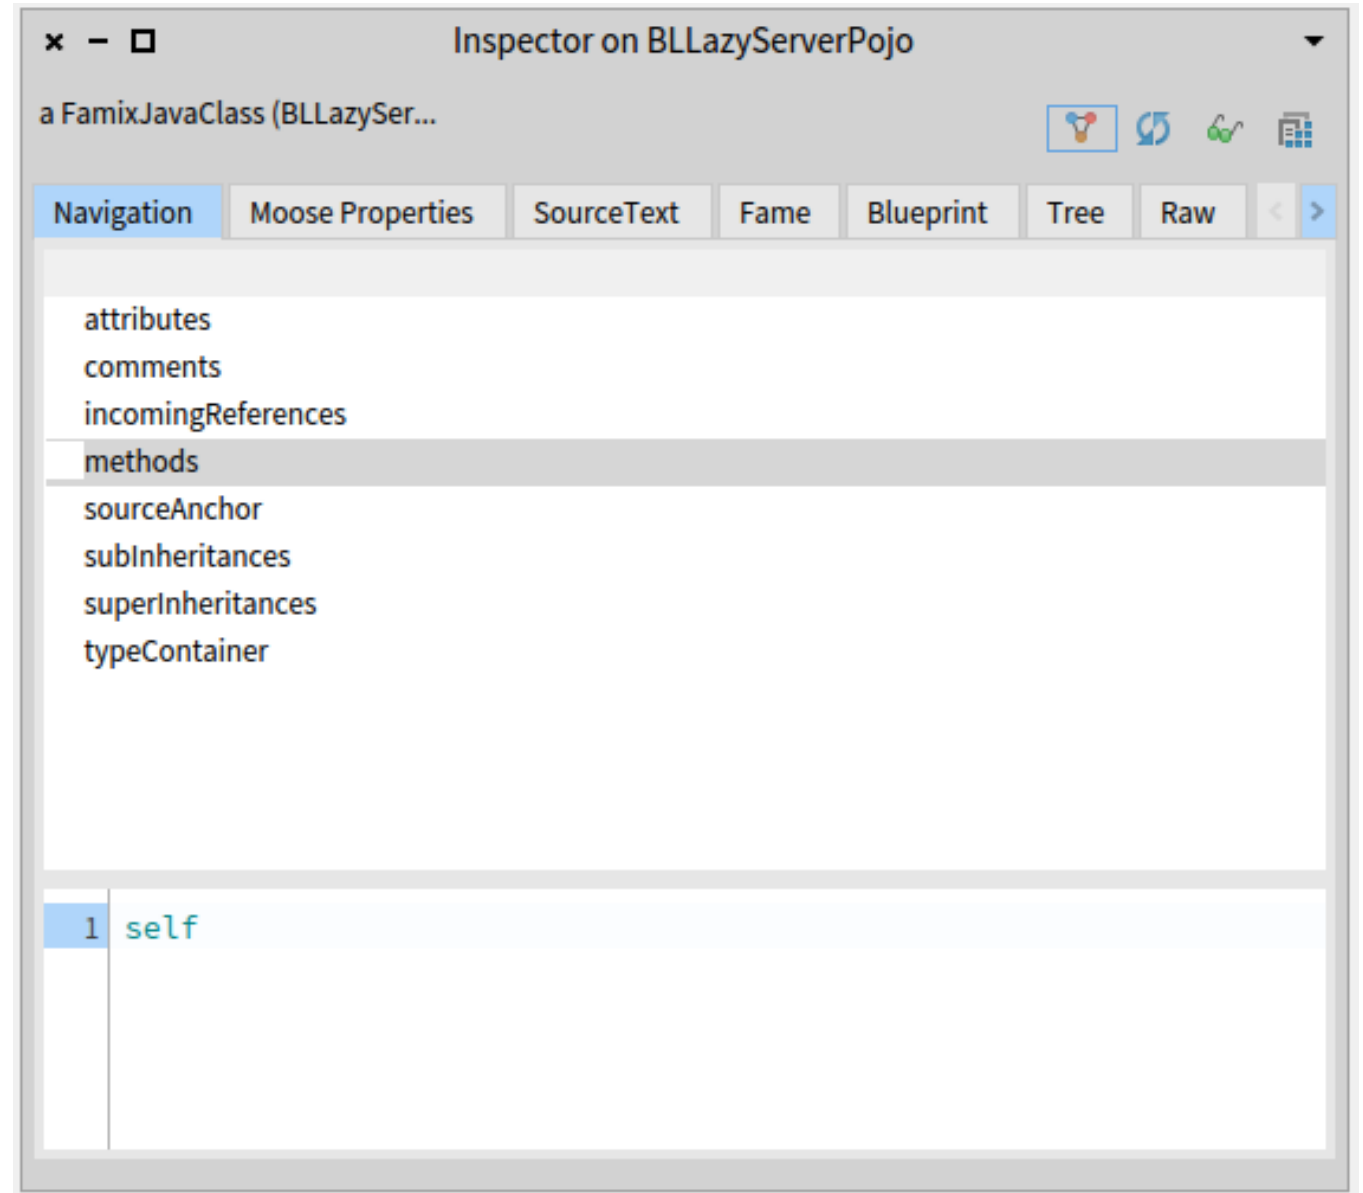 Inspector on BLLazyServerPojo
a FamixJavaClass (BLLazySer...
Navigation Moose Properties SourceText Fame Blueprint Tree Raw < >
attributes
comments
incomingReferences
methods
sourceAnchor
subInheritances
superInheritances
typeContainer
1 self